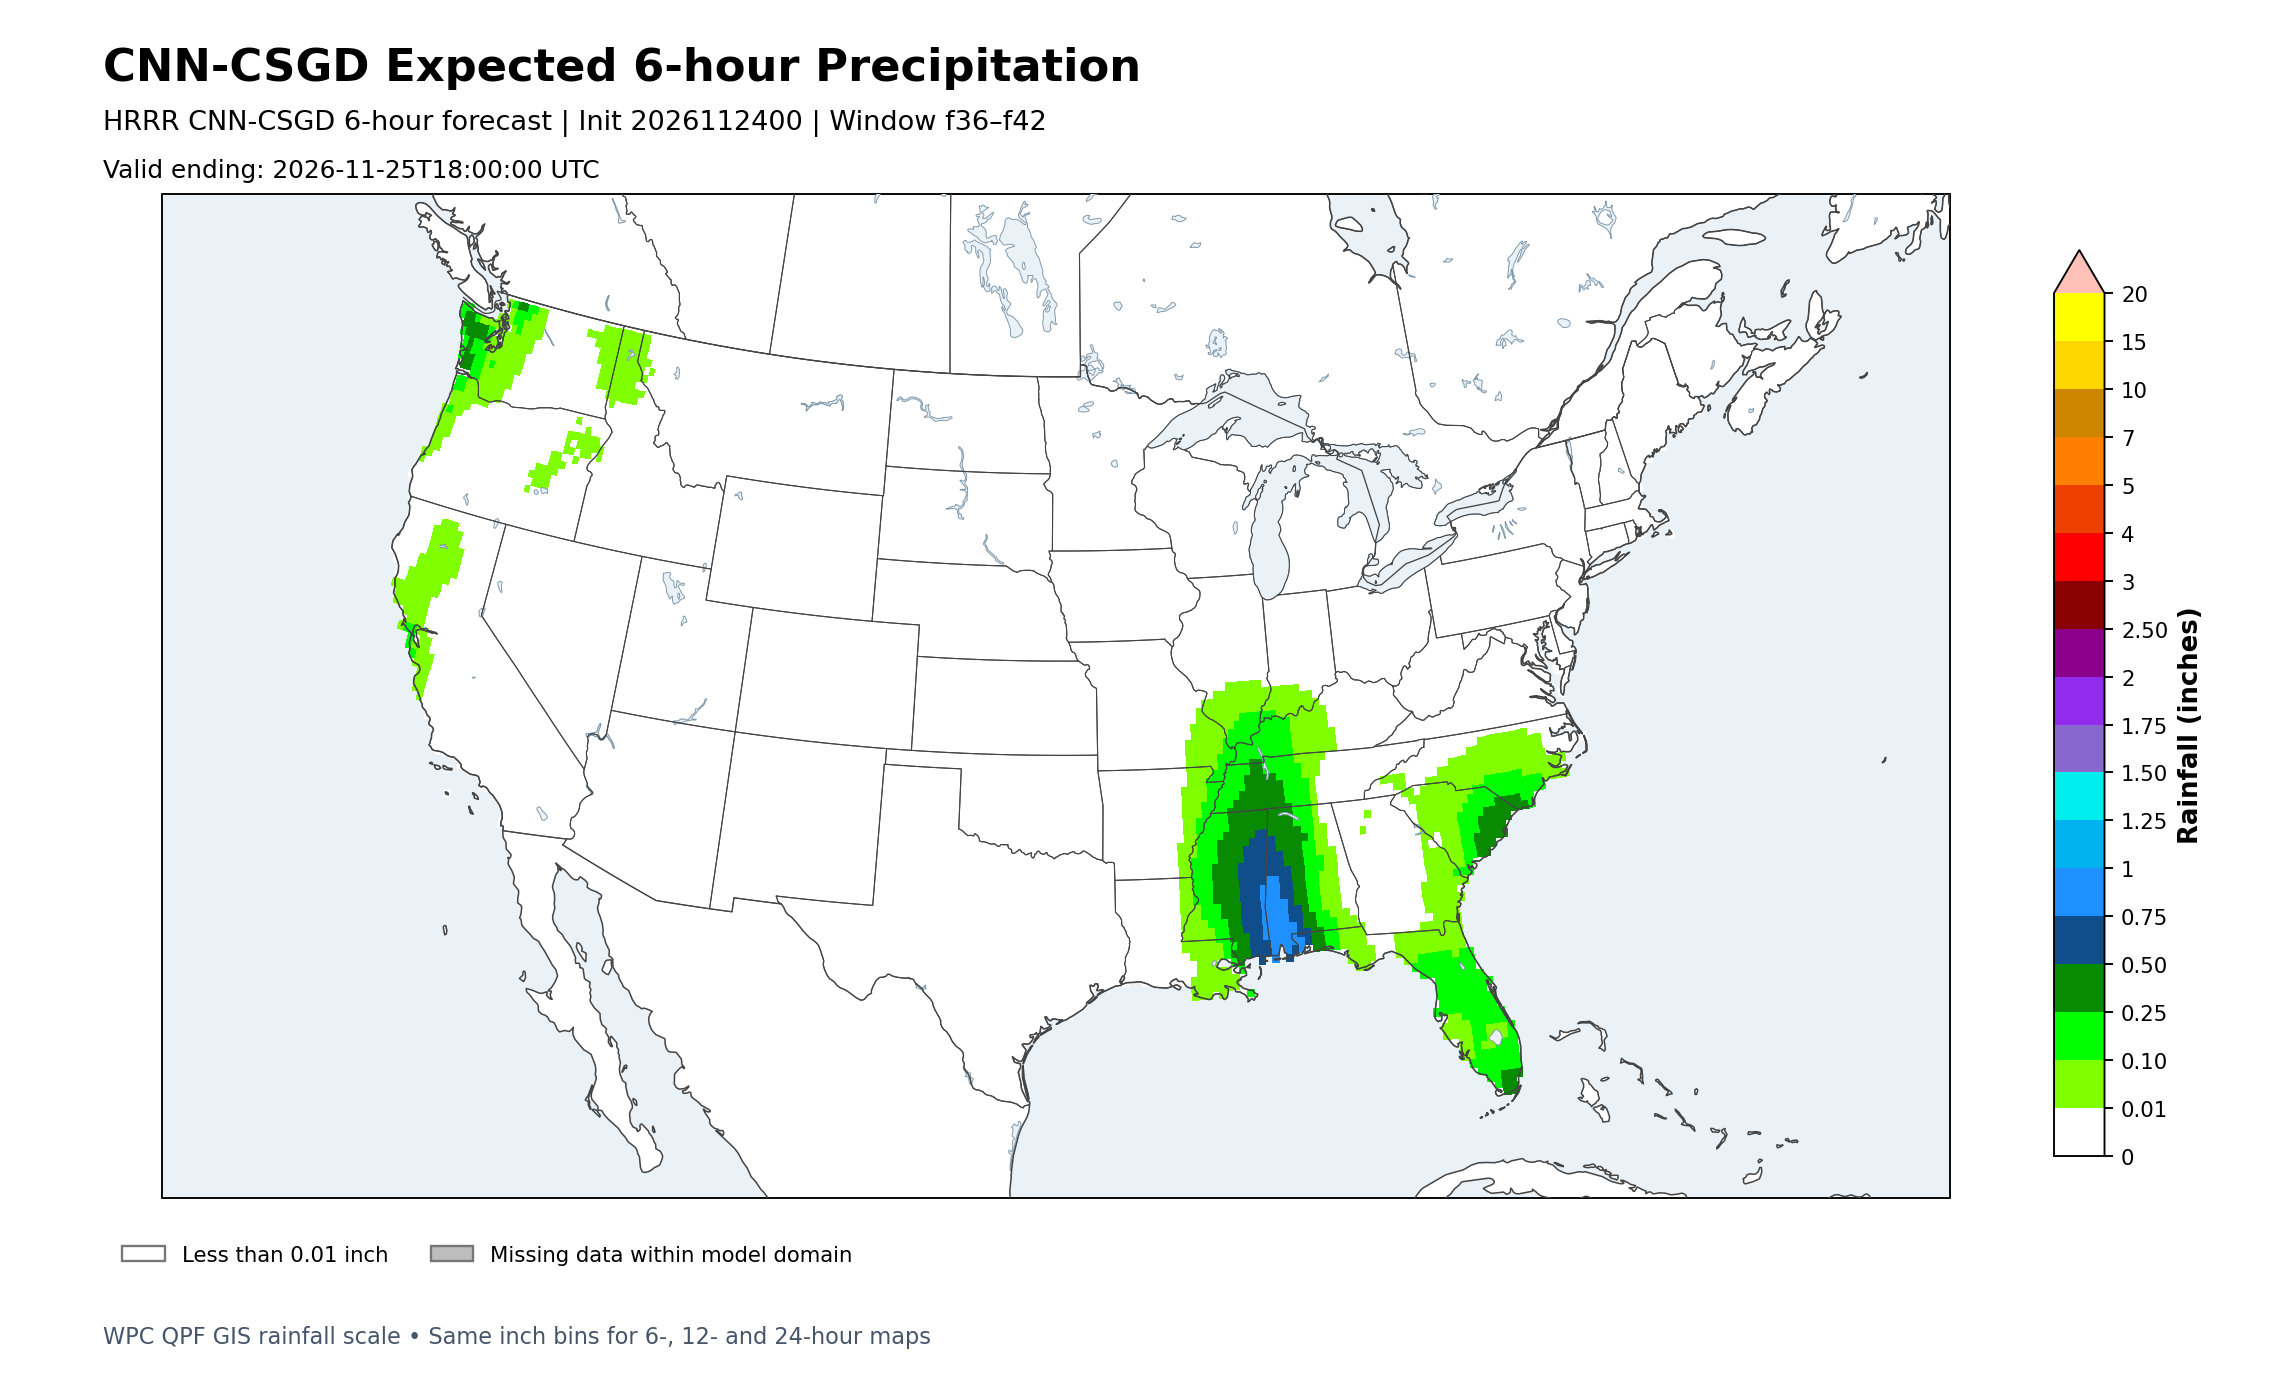 CNN-CSGD Expected 6-hour Precipitation
HRRR CNN-CSGD 6-hour forecast | Init 2026112400 | Window f36–f42
Valid ending: 2026-11-25T18:00:00 UTC
20
15
10
7
5
4
3
2.50
2
1.75
1.50
1.25
1
0.75
0.50
0.25
0.10
0.01
0
Rainfall (inches)
Less than 0.01 inch
Missing data within model domain
WPC QPF GIS rainfall scale • Same inch bins for 6-, 12- and 24-hour maps